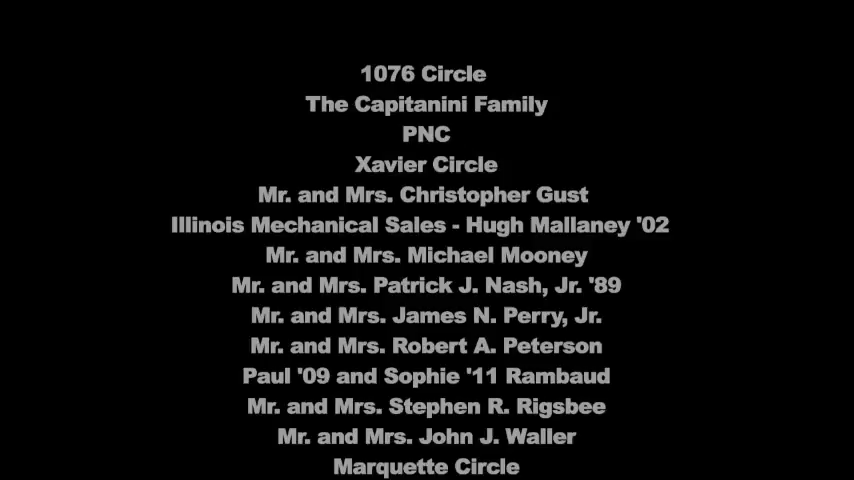 1076 Circle
The Capitanini Family
PNC
Xavier Circle
Mr. and Mrs. Christopher Gust
Illinois Mechanical Sales - Hugh Mallaney '02
Mr. and Mrs. Michael Mooney
Mr. and Mrs. Patrick J. Nash, Jr. '89
Mr. and Mrs. James N. Perry, Jr.
Mr. and Mrs. Robert A. Peterson
Paul '09 and Sophie '11 Rambaud
Mr. and Mrs. Stephen R. Rigsbee
Mr. and Mrs. John J. Waller
Marquette Circle